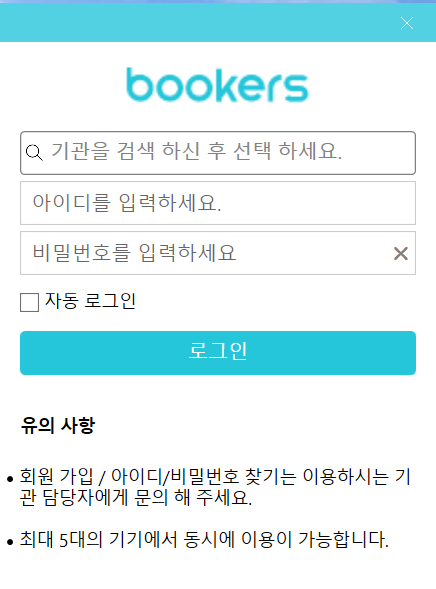 bookers
기관을 검색 하신 후 선택 하세요.
아이디를 입력하세요.
비밀번호를 입력하세요
자동 로그인
로그인
유의 사항
• 회원 가입 / 아이디/비밀번호 찾기는 이용하시는 기
관 담당자에게 문의 해 주세요.
• 최대 5대의 기기에서 동시에 이용이 가능합니다.